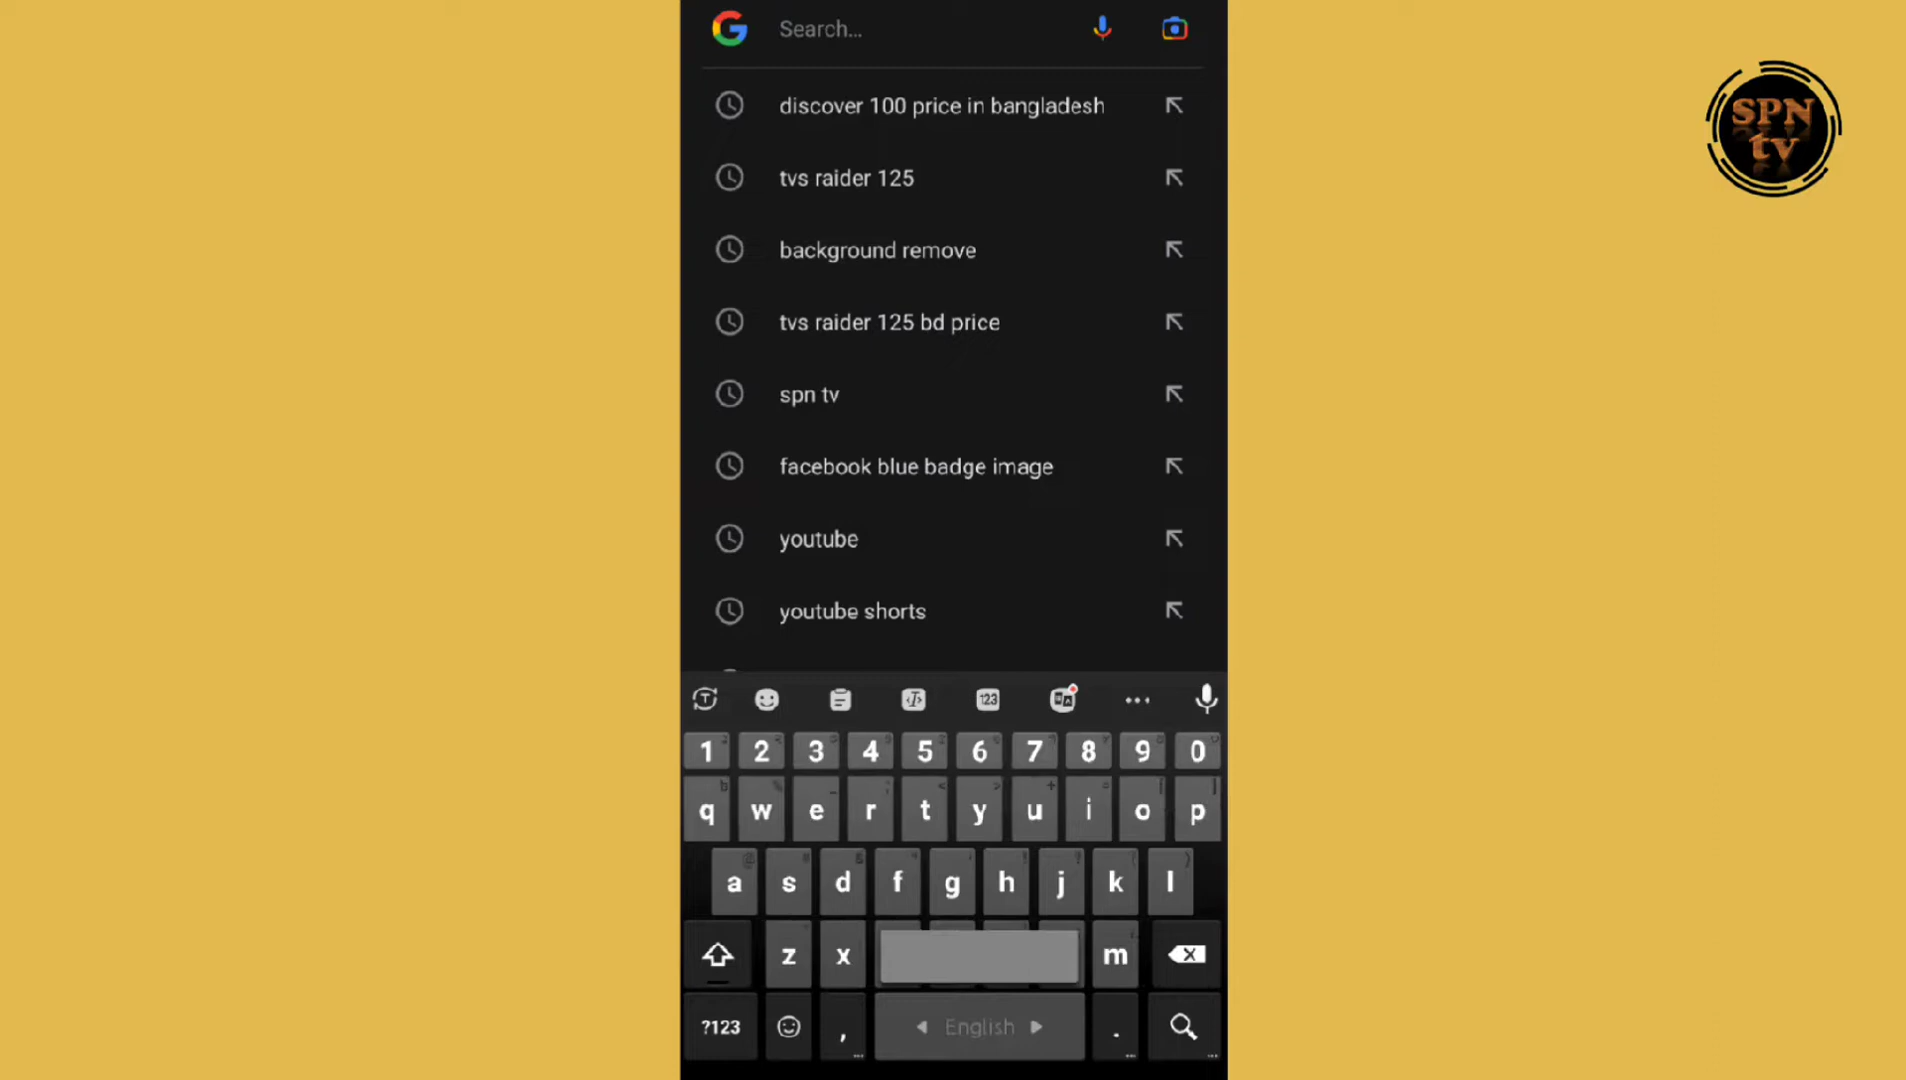 Search...
discover 100 price in bangladesh
tvs raider 125
background remove
tvs raider 125 bd price
spn tv
facebook blue badge image
youtube
youtube shorts
SPN
tv
123
1 2 3 4 5 6 7 8 9 0
q w e r t y u i o p
a s d f g h j k l
z x m
?123 , English .